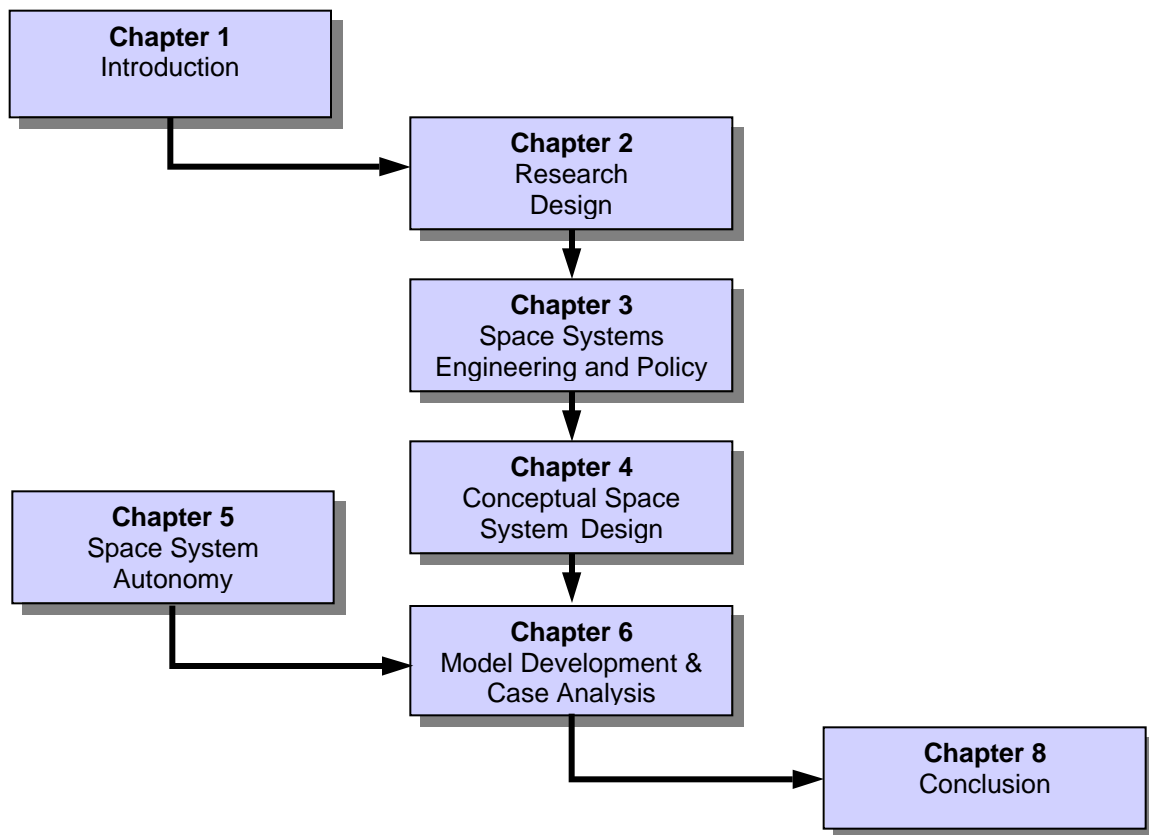 Chapter 1
Introduction
Chapter 2
Research
Design
Chapter 3
Space Systems
Engineering and Policy
Chapter 4
Conceptual Space
System Design
Chapter 5
Space System
Autonomy
Chapter 6
Model Development &
Case Analysis
Chapter 8
Conclusion